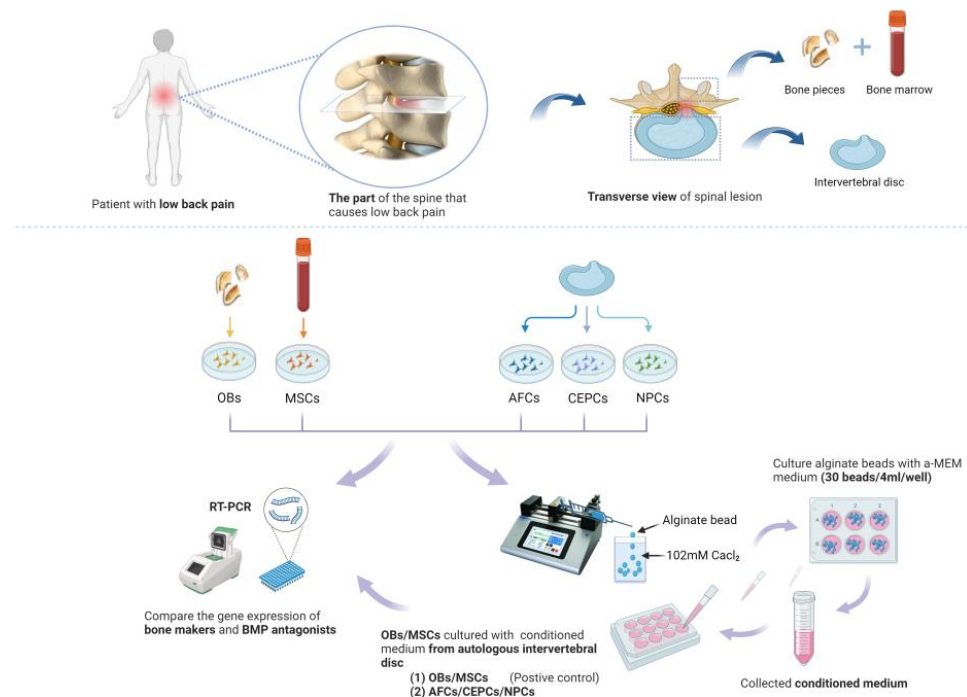 Bone pieces
Bone marrow
Intervertebral disc
Patient with low back pain
The part of the spine that
causes low back pain
Transverse view of spinal lesion
OBs
MSCs
AFCs
CEPCs
NPCs
RT-PCR
Compare the gene expression of
bone makers and BMP antagonists
Alginate bead
102mM Cacl₂
Culture alginate beads with a-MEM
medium (30 beads/4ml/well)
1 2 3
A
B
OBs/MSCs cultured with conditioned
medium from autologous intervertebral
disc
(1) OBs/MSCs (Postive control)
(2) AFCs/CEPCs/NPCs
Collected conditioned medium